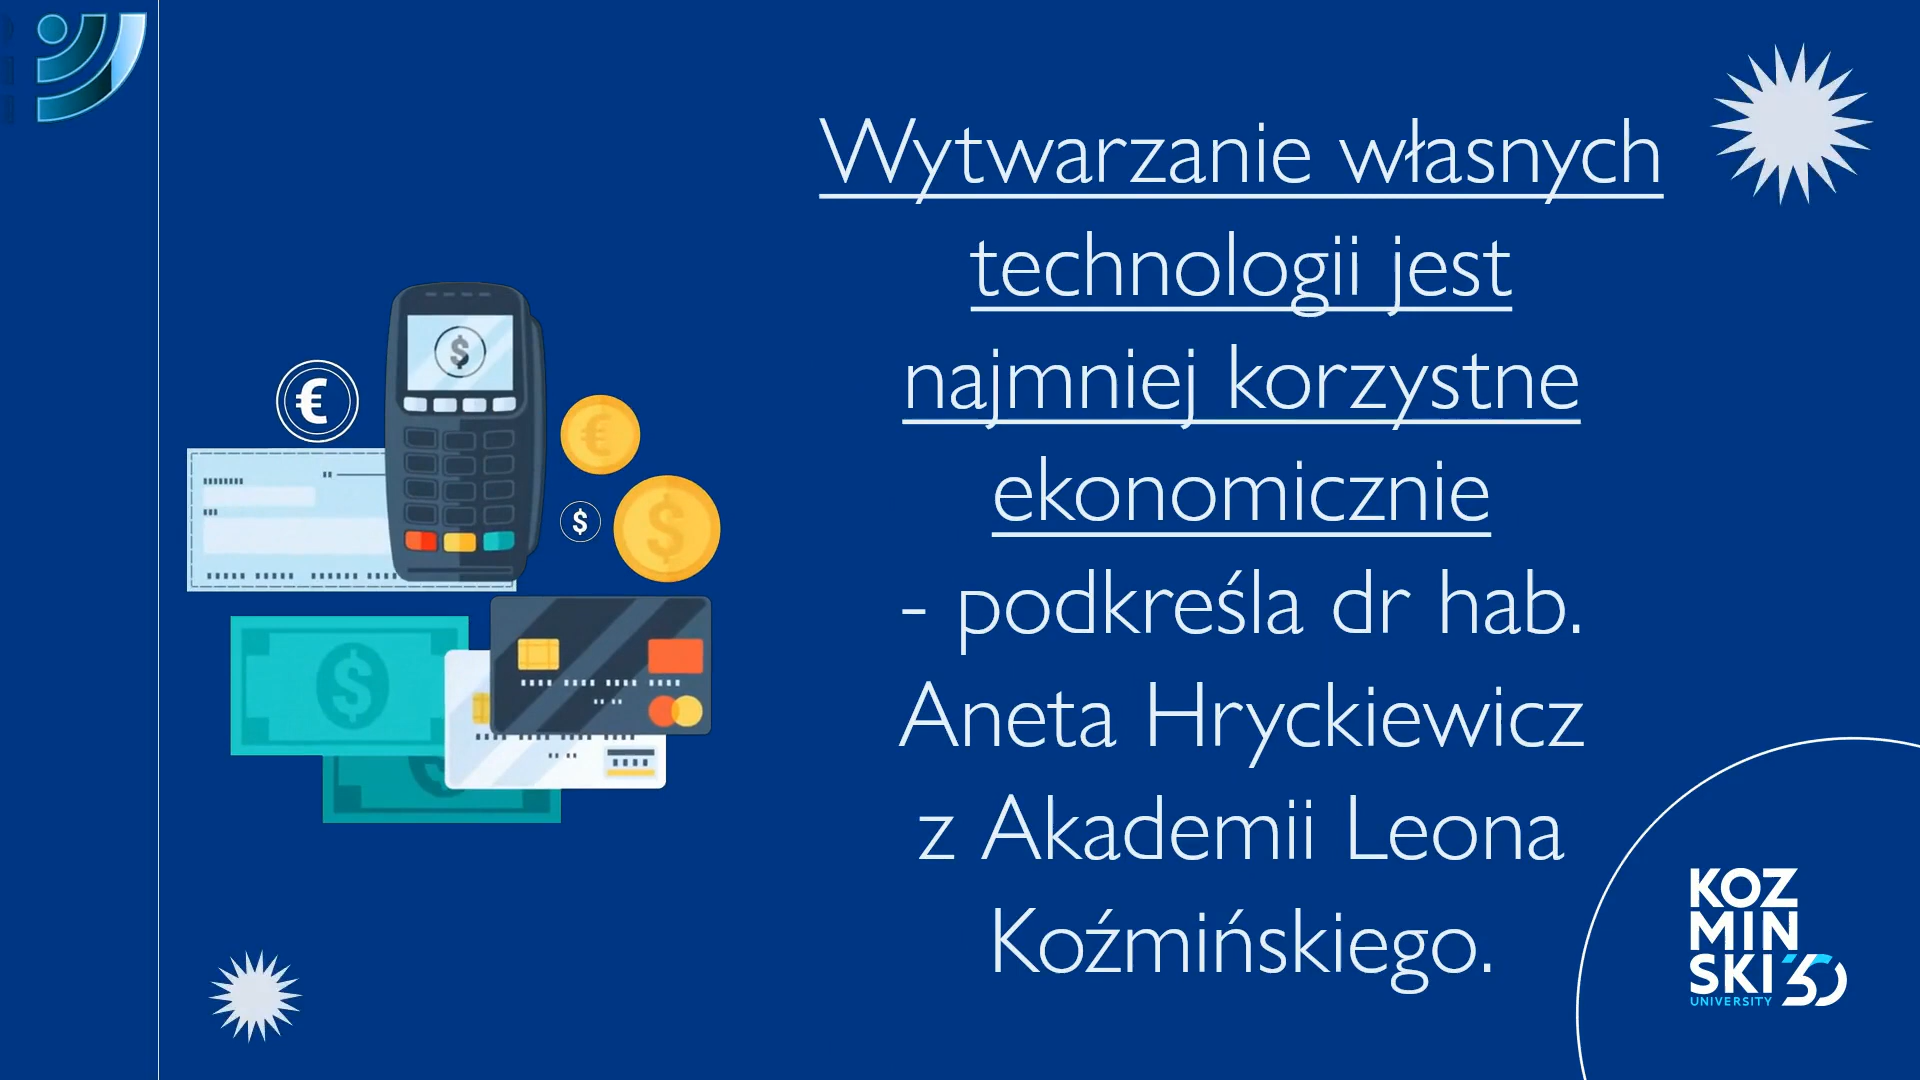 Wytwarzanie własnych
technologii jest
najmniej korzystne
ekonomicznie
- podkreśla dr hab.
Aneta Hryckiewicz
z Akademii Leona
Koźmińskiego.
€
$
€
$
$
$
KOZ
MIN
SKI 30
UNIVERSITY